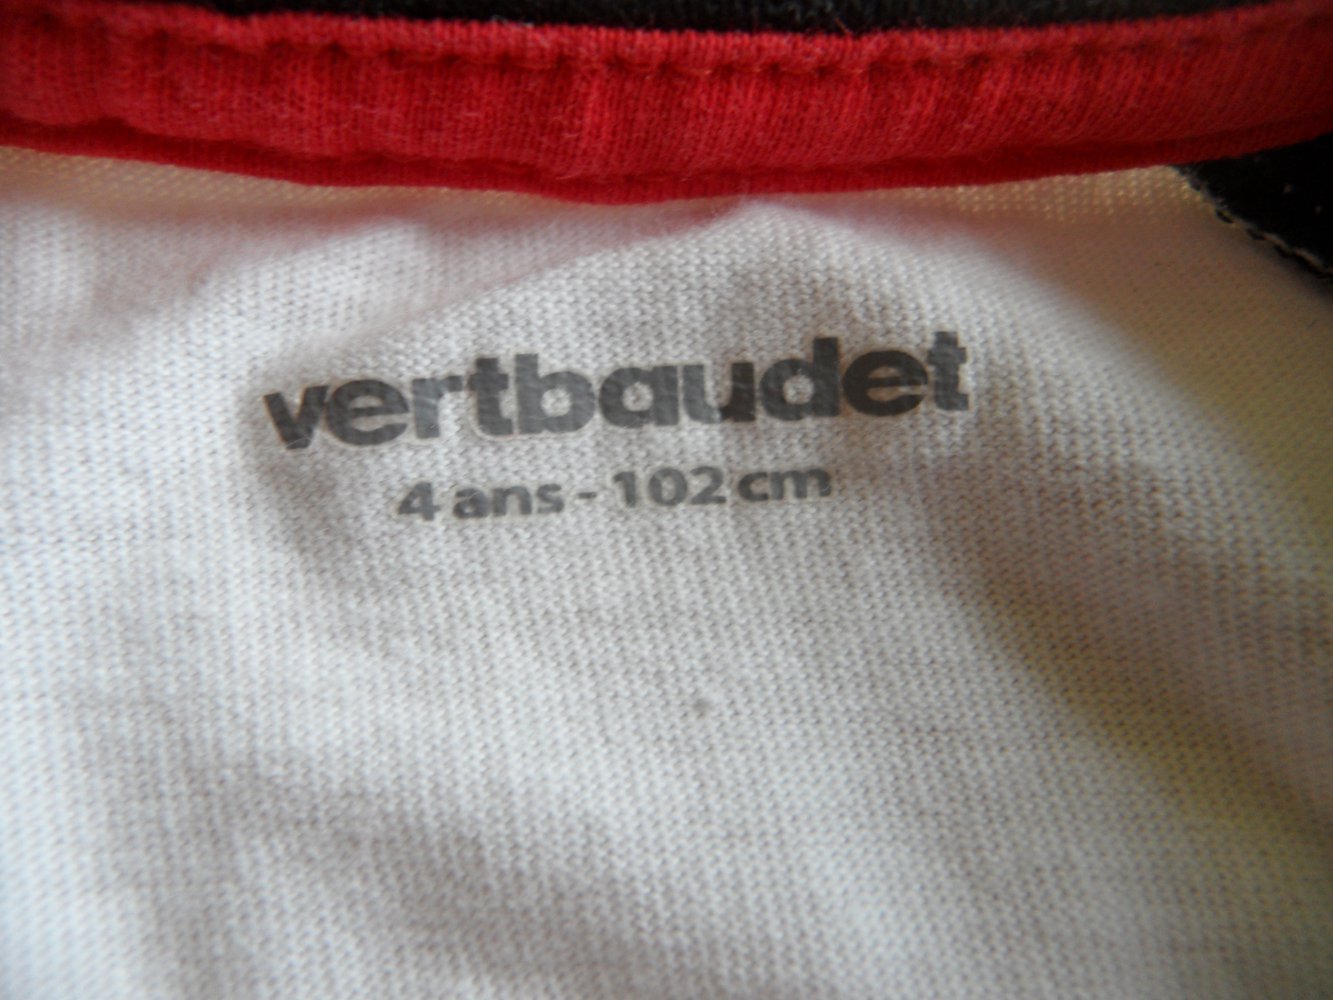 vertbaudet
4 ans - 102 cm